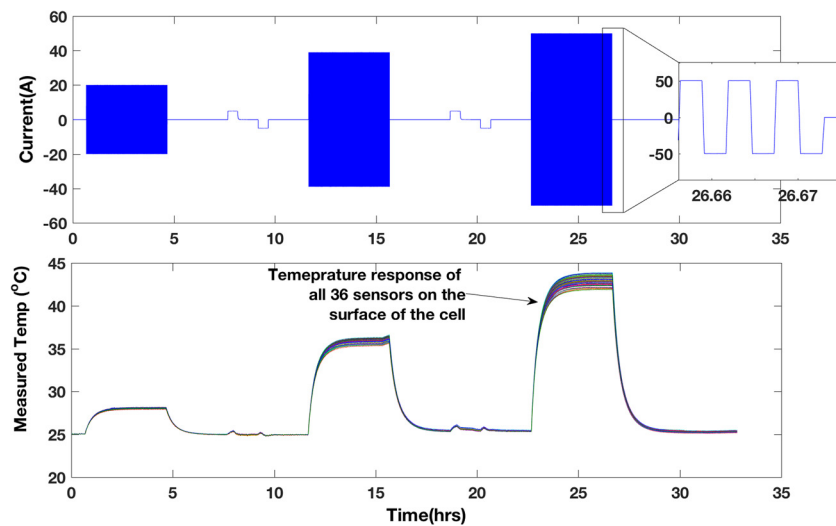 60
40
20
0
-20
-40
-60
Current(A)
0 5 10 15 20 25 30 35
50
0
-50
26.66 26.67
45
40
35
30
25
20
Measured Temp (°C)
Temeprature response of
all 36 sensors on the
surface of the cell
0 5 10 15 20 25 30 35
Time(hrs)